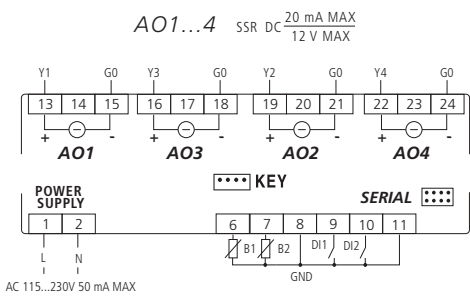 AO1...4 SSR DC 20 mA MAX
12 V MAX
Y1 G0 Y3 G0 Y2 G0 Y4 G0
13 14 15 16 17 18 19 20 21 22 23 24
+ - + - + - + -
AO1 AO3 AO2 AO4
KEY
POWER
SUPPLY
SERIAL
1 2 6 7 8 9 10 11
L N B1 B2 DI1 DI2
GND
AC 115...230V 50 mA MAX